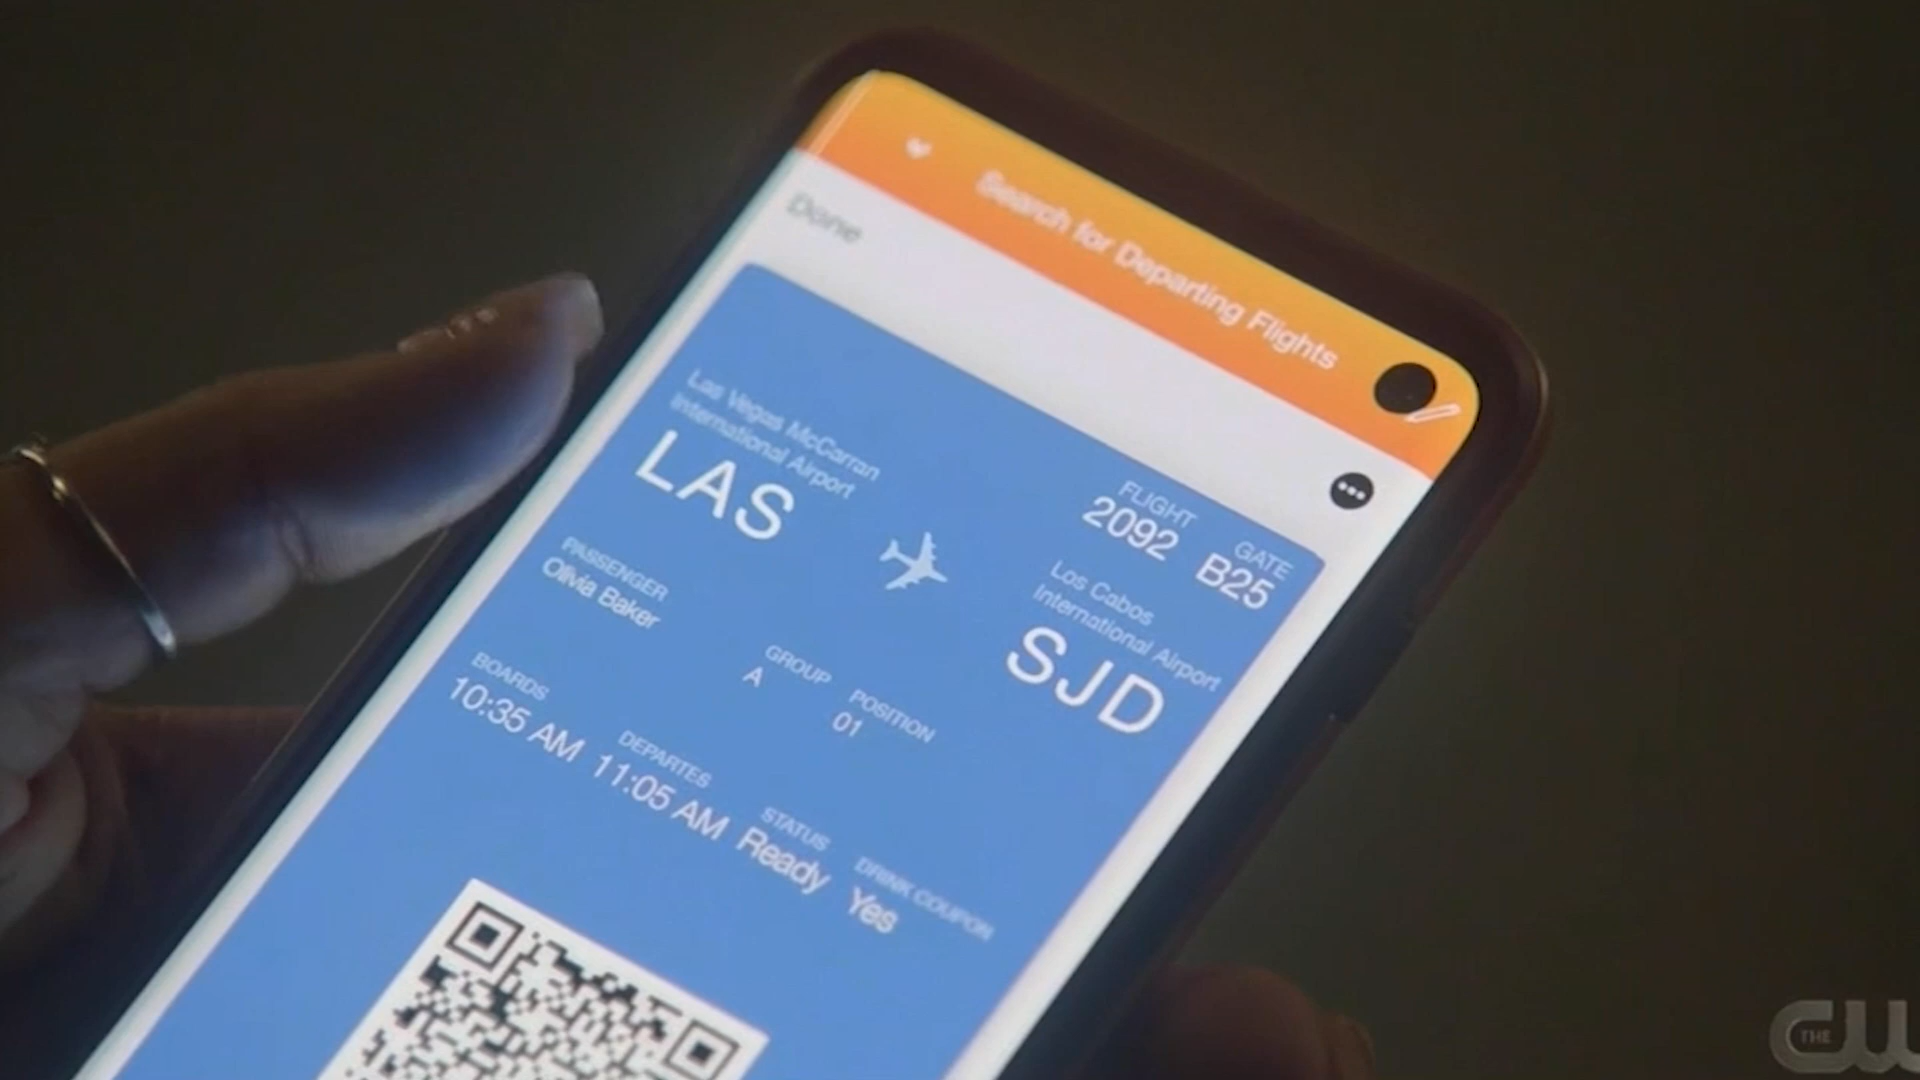 Search for Departing Flights
Done
FLIGHT
2092
GATE
B25
Las Vegas McCarran
International Airport
LAS
Los Cabos
International Airport
SJD
PASSENGER
Olivia Baker
GROUP
A
POSITION
01
BOARDS
10:35 AM
DEPARTES
11:05 AM
STATUS
Ready
DRINK COUPON
Yes
THE
CW